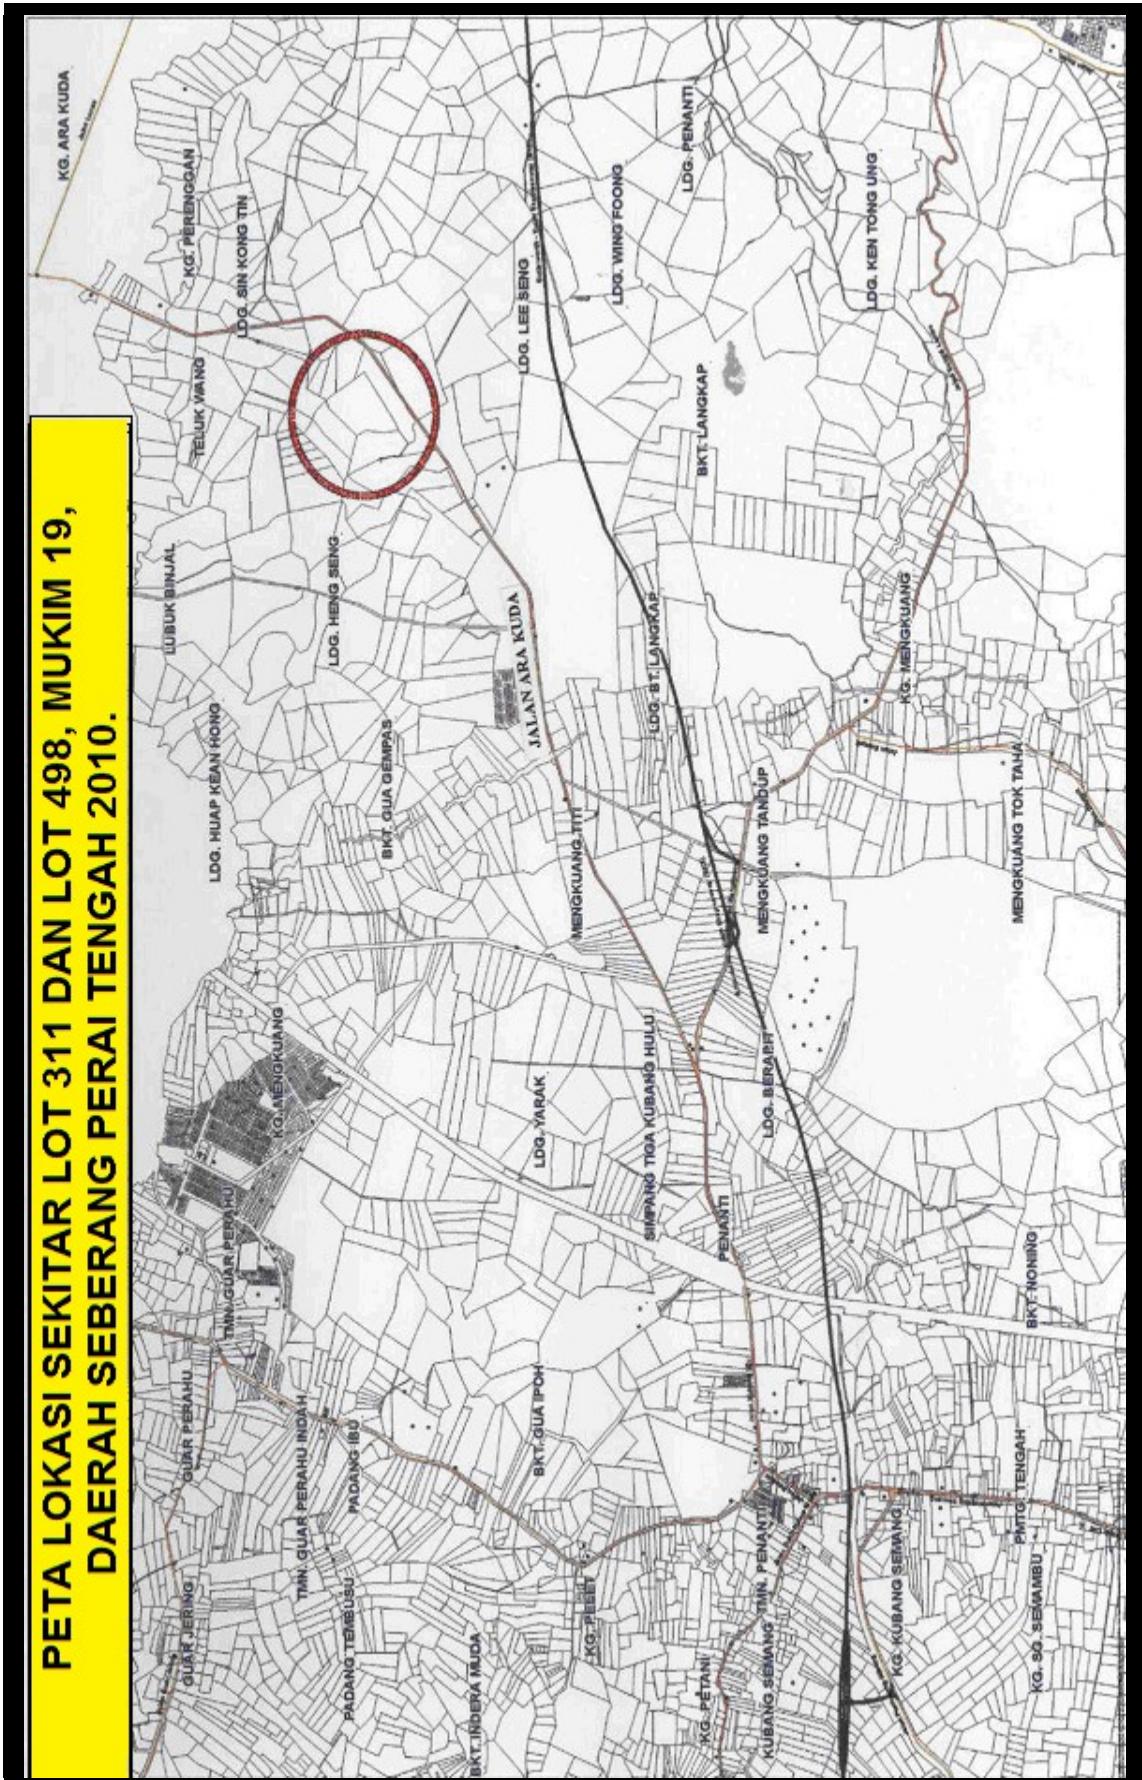 PETA LOKASI SEKITAR LOT 311 DAN LOT 498, MUKIM 19,
DAERAH SEBERANG PERAI TENGAH 2010.
GUAR JERING
GUAR PERAHU
TMN. GUAR PERAHU
KG. MENGKUANG
LDG. HUAP KEAN HONG
LUBUK BINJAL
TELUK WANG
KG. PERENGGAN
KG. ARA KUDA
LDG. SIN KONG TIN
LDG. HENG SENG
BKT. GUA GEMPAS
TMN. GUAR PERAHU INDAH
PADANG IBU
PADANG TEMBUSU
BKT. INDERA MUDA
KG. PELET
BKT. GUA IPOH
LDG. YARAK
MENGKUANG TITI
JALAN ARA KUDA
LDG. LEE SENG
LDG. WING FOONG
LDG. PENANTI
SIMPANG TIGA KUBANG HULU
LDG. BT. LANGKAP
BKT. LANGKAP
KG. PETANI
KUBANG SEMANG
TMN. PENANTI
PENANTI
LDG. BERAPIT
MENGKUANG TANDUP
KG. MENGKUANG
LDG. KEN TONG UNG
KG. KUBANG SEMANG
KG. SG. SEMAMBU
PMTG. TENGAH
BKT. NONING
MENGKUANG TOK TAHA